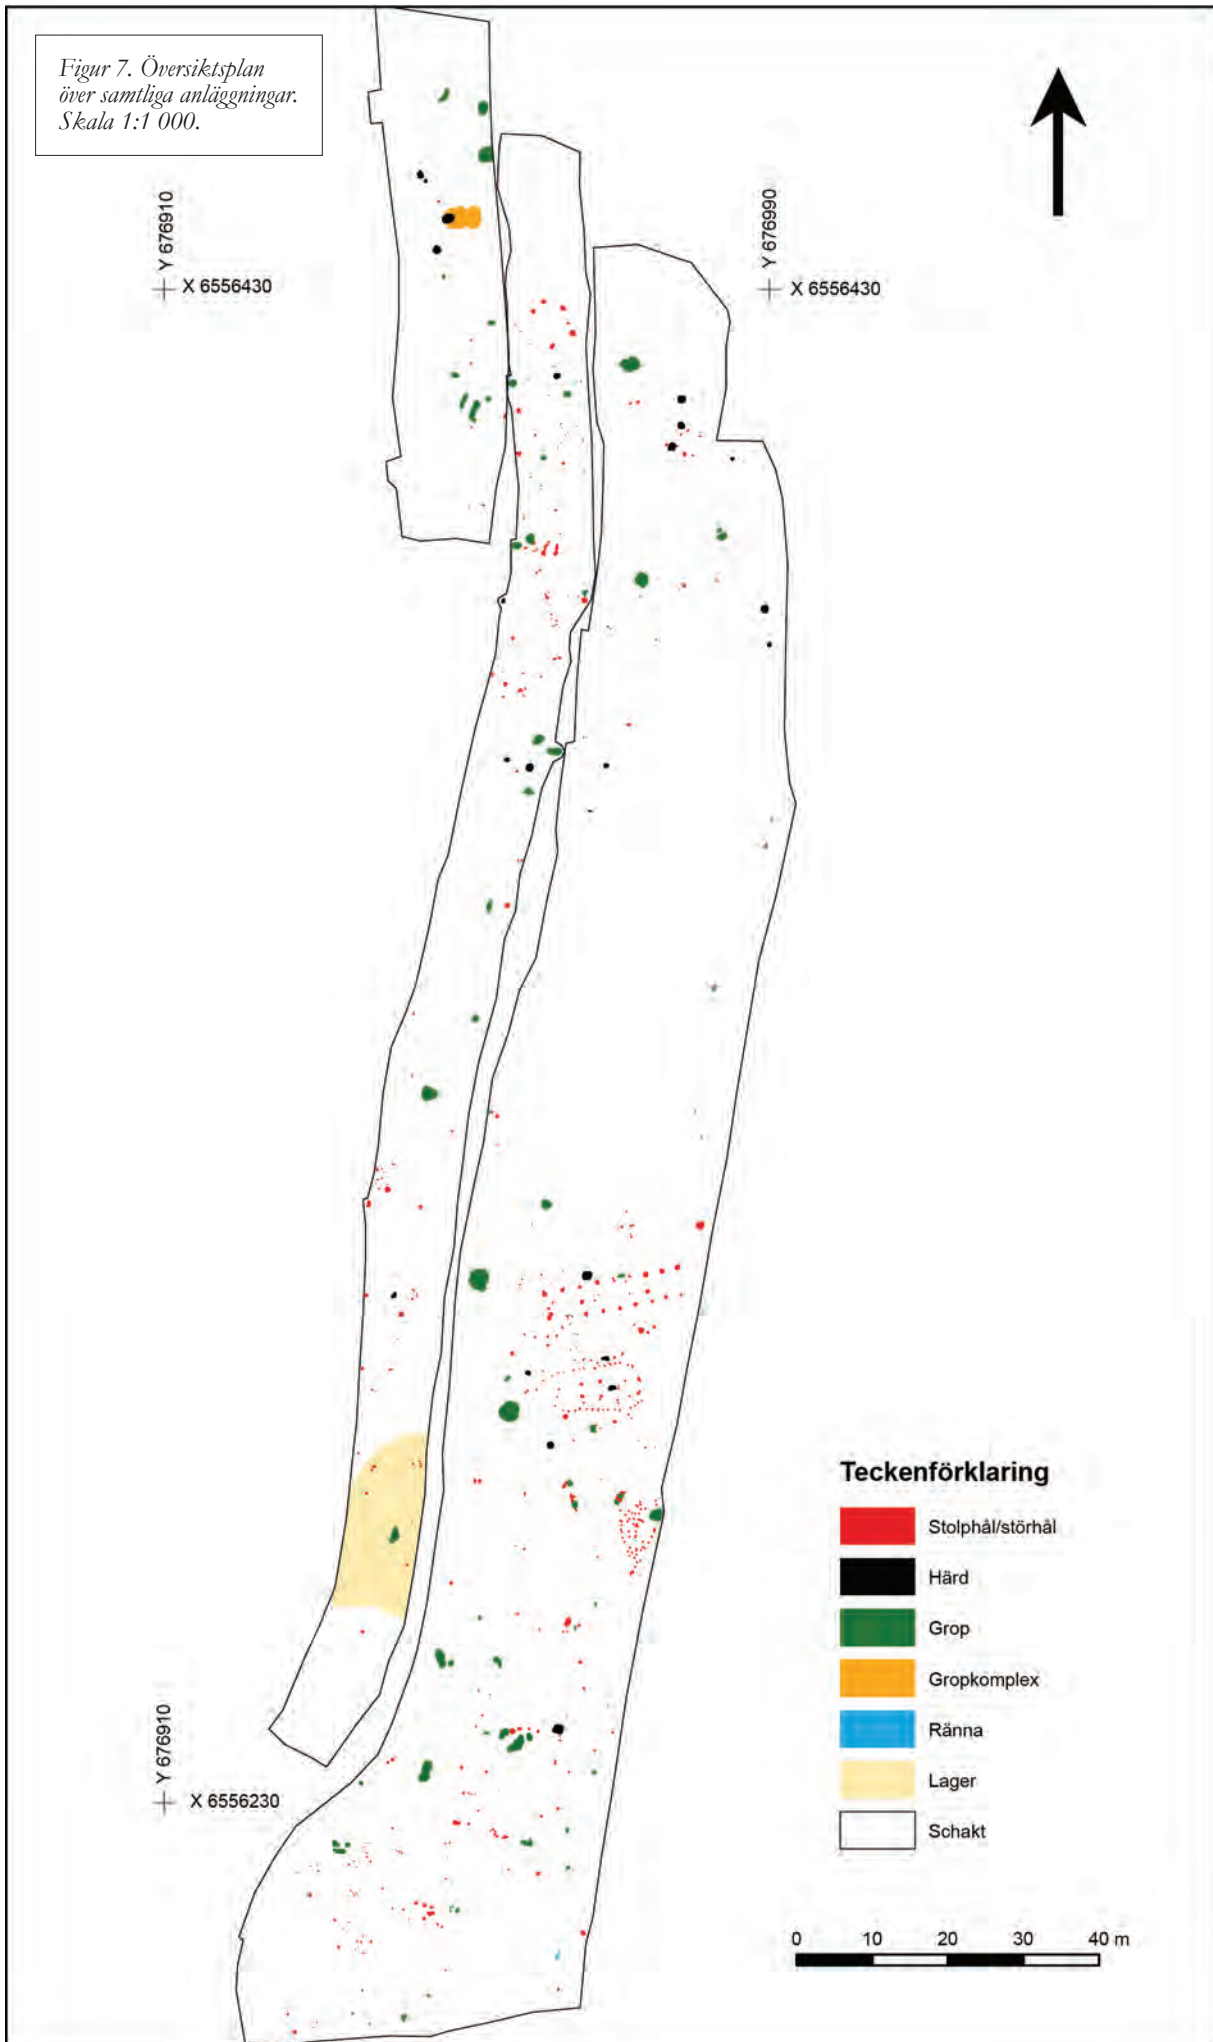 Figur 7. Översiktsplan
över samtliga anläggningar.
Skala 1:1 000.
Y 676910
X 6556430
Y 676990
X 6556430
Teckenförklaring
Stolphål/störhål
Härd
Grop
Gropkomplex
Ränna
Lager
Schakt
Y 676910
X 6556230
0 10 20 30 40 m